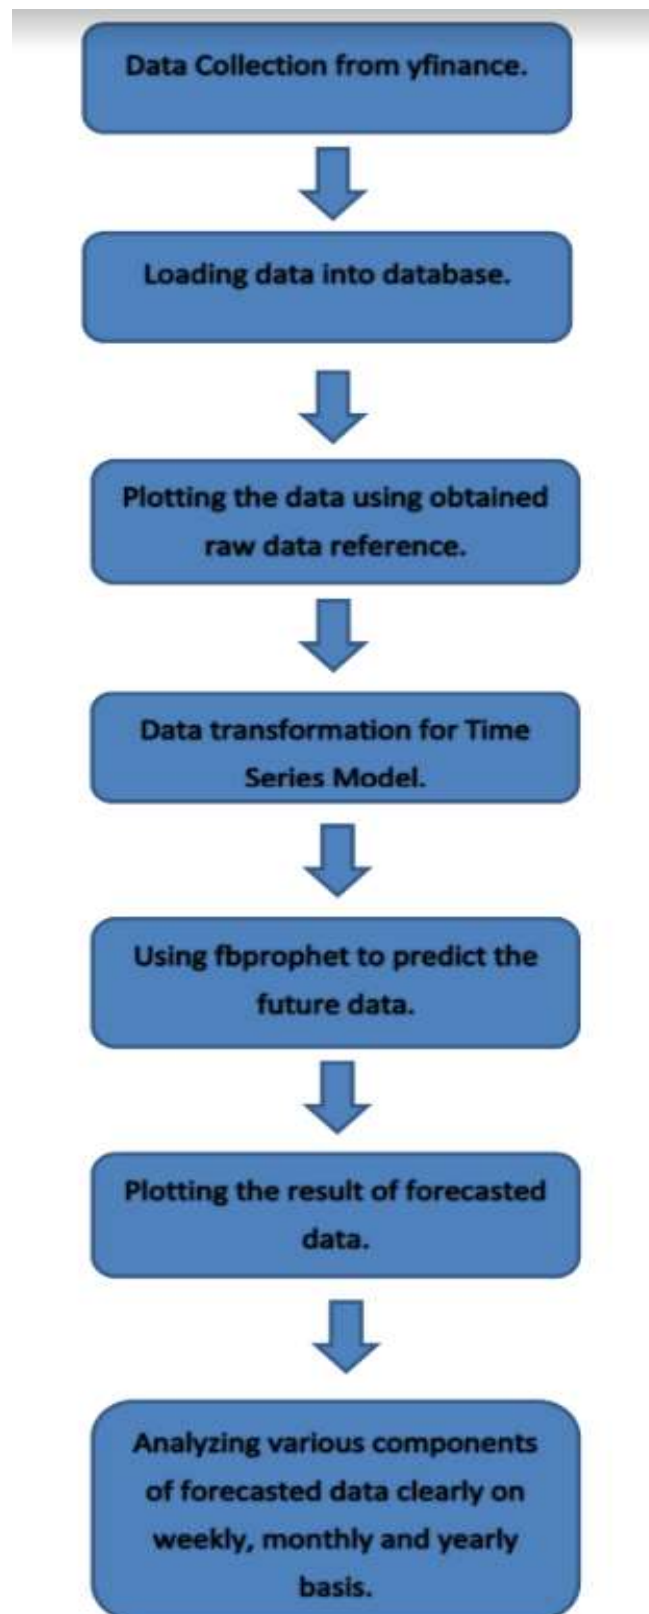 Data Collection from yfinance.
Loading data into database.
Plotting the data using obtained
raw data reference.
Data transformation for Time
Series Model.
Using fbprophet to predict the
future data.
Plotting the result of forecasted
data.
Analyzing various components
of forecasted data clearly on
weekly, monthly and yearly
basis.